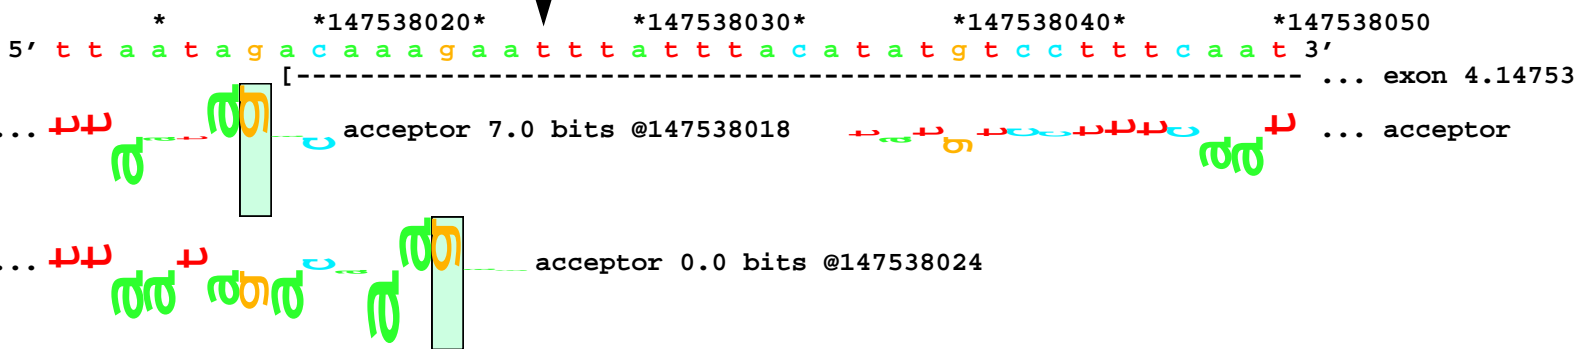 * *147538020* *147538030* *147538040* *147538050
5′ t t a a t a g a c a a a g a a t t t a t t t a c a t a t g t c c t t t c a a t 3′
[--------------------------------------------------------------- ... exon 4.14753
... t t a a t a g a c acceptor 7.0 bits @147538018 t a t g t c c t t t c a a t ... acceptor
... t t a a t a g a c a a a g a a acceptor 0.0 bits @147538024